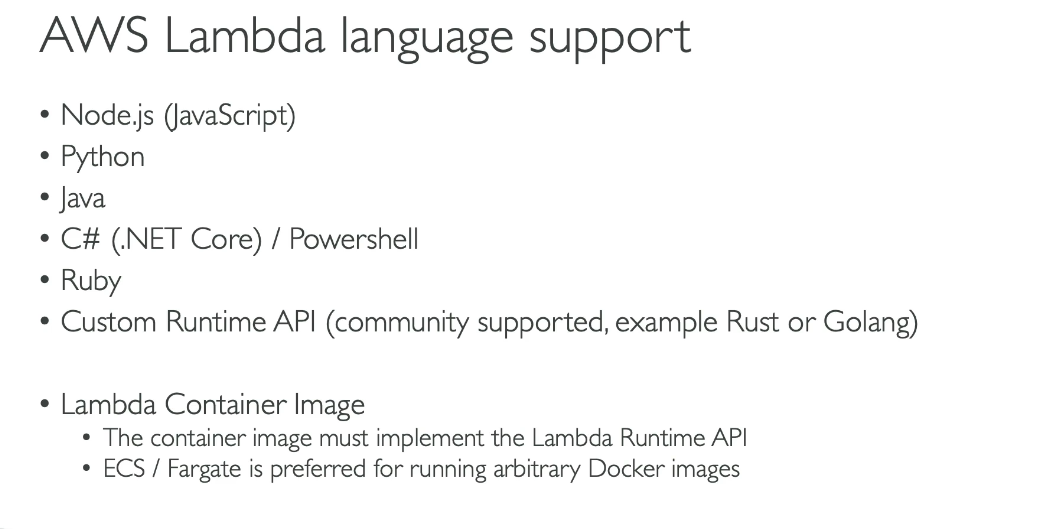 AWS Lambda language support
• Node.js (JavaScript)
• Python
• Java
• C# (.NET Core) / Powershell
• Ruby
• Custom Runtime API (community supported, example Rust or Golang)
• Lambda Container Image
• The container image must implement the Lambda Runtime API
• ECS / Fargate is preferred for running arbitrary Docker images